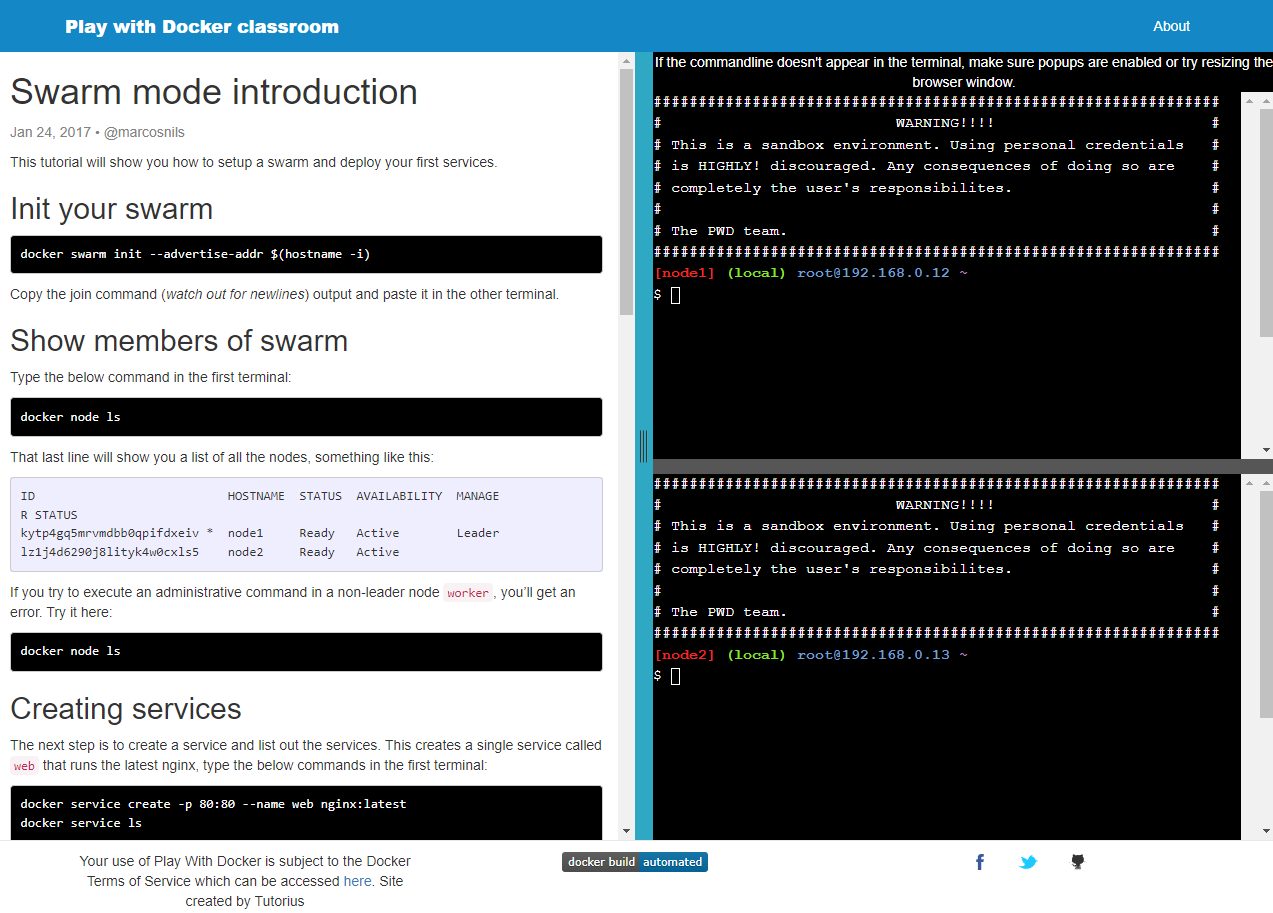 Play with Docker classroom
About
Swarm mode introduction
Jan 24, 2017 • @marcosnils
This tutorial will show you how to setup a swarm and deploy your first services.
Init your swarm
docker swarm init --advertise-addr $(hostname -i)
Copy the join command (watch out for newlines) output and paste it in the other terminal.
Show members of swarm
Type the below command in the first terminal:
docker node ls
That last line will show you a list of all the nodes, something like this:
ID                           HOSTNAME  STATUS  AVAILABILITY  MANAGE
R STATUS
kytp4gq5mrvmdbb0qpifdxeiv *  node1     Ready   Active        Leader
lz1j4d6290j8lityk4w0cxls5    node2     Ready   Active
If you try to execute an administrative command in a non-leader node worker, you’ll get an
error. Try it here:
docker node ls
Creating services
The next step is to create a service and list out the services. This creates a single service called
web that runs the latest nginx, type the below commands in the first terminal:
docker service create -p 80:80 --name web nginx:latest
docker service ls
If the commandline doesn't appear in the terminal, make sure popups are enabled or try resizing the
browser window.
###############################################################
#                          WARNING!!!!                        #
# This is a sandbox environment. Using personal credentials   #
# is HIGHLY! discouraged. Any consequences of doing so are    #
# completely the user's responsibilites.                      #
#                                                             #
# The PWD team.                                               #
###############################################################
[node1] (local) root@192.168.0.12 ~
$
###############################################################
#                          WARNING!!!!                        #
# This is a sandbox environment. Using personal credentials   #
# is HIGHLY! discouraged. Any consequences of doing so are    #
# completely the user's responsibilites.                      #
#                                                             #
# The PWD team.                                               #
###############################################################
[node2] (local) root@192.168.0.13 ~
$
Your use of Play With Docker is subject to the Docker
Terms of Service which can be accessed here. Site
created by Tutorius
docker build automated